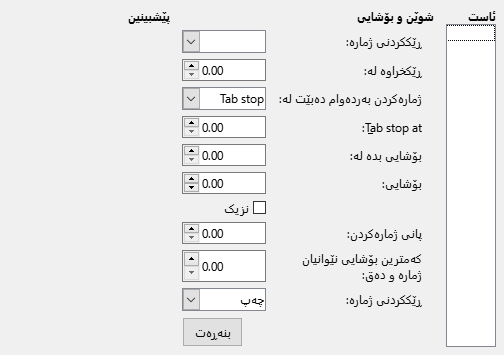 ئاست
شوێن و بۆشایی
پێشبینین
ڕێککردنی ژمارە:
ڕێکخراوە لە:
0.00
ژمارەکردن بەردەوام دەبێت لە:
Tab stop
Tab stop at
0.00
بۆشایی بدە لە:
0.00
بۆشایی:
0.00
نزیک
پانی ژمارەکردن:
0.00
کەمترین بۆشایی نێوانیان
ژمارە و دەق:
0.00
ڕێککردنی ژمارە:
چەپ
بنەڕەت